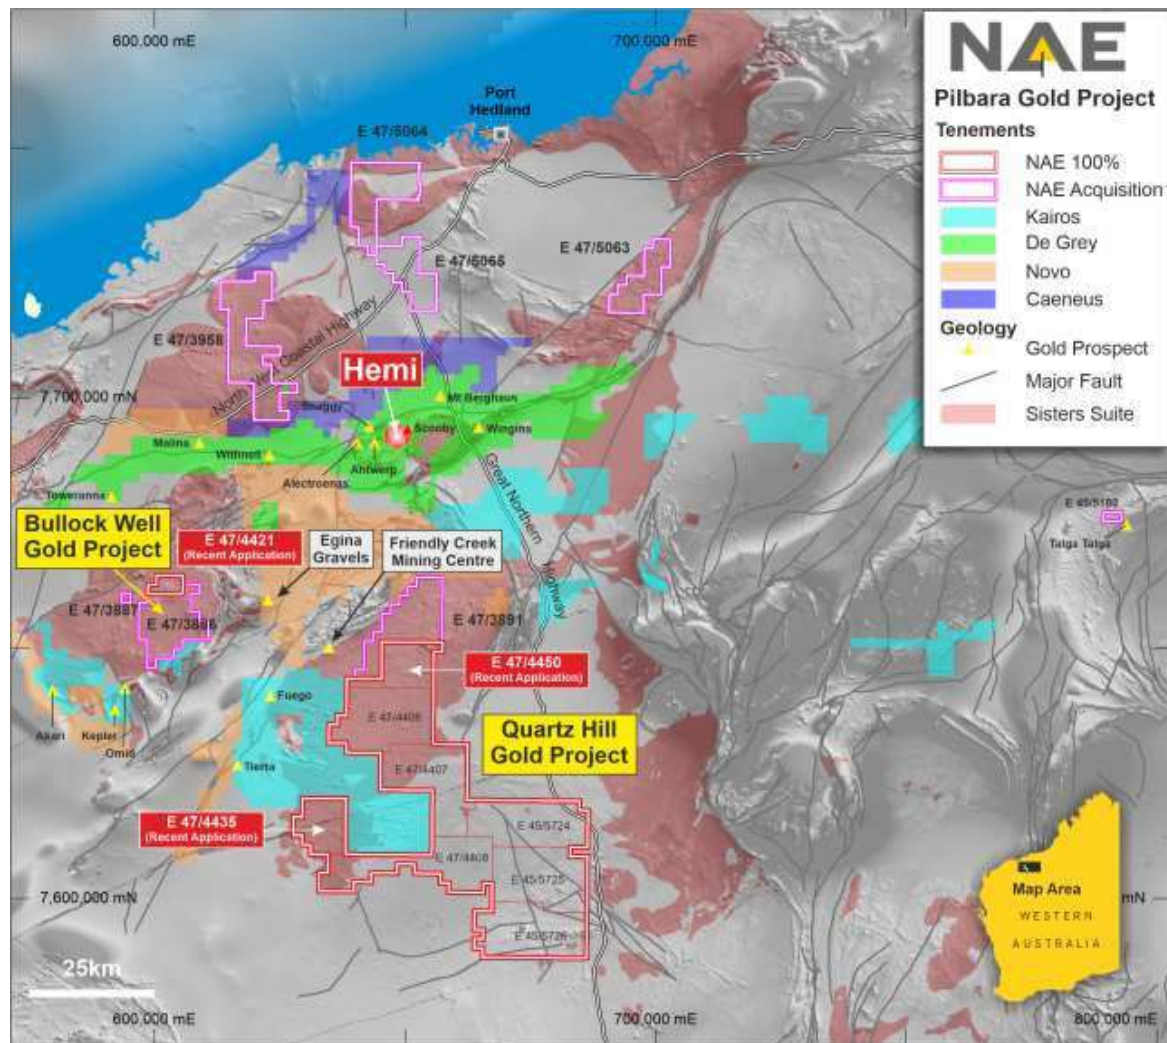 600,000 mE
700,000 mE
NAE
Pilbara Gold Project
Tenements
NAE 100%
NAE Acquisition
Kairos
De Grey
Novo
Caeneus
Geology
Gold Prospect
Major Fault
Sisters Suite
Port
Hedland
E 47/5064
E 47/5063
E 47/5065
E 47/3958
North West Coastal Highway
Hemi
7,700,000 mN
Mt Berghaus
Scooby
Wingina
Mallina
Withnell
Antwerp
Alectroenas
Towerranna
Great Northern Highway
Bullock Well
Gold Project
E 47/4421
(Recent Application)
Egina
Gravels
Friendly Creek
Mining Centre
E 45/5180
Talga Talga
E 47/3887
E 47/3886
E 47/3891
E 47/4450
(Recent Application)
Fuego
E 47/4406
Quartz Hill
Gold Project
Akari
Kepler
Omid
Tierra
E 47/4407
E 47/4435
(Recent Application)
E 45/5724
E 47/4408
E 45/5725
E 45/5726
7,600,000 mN
mN
Map Area
WESTERN
AUSTRALIA
25km
600,000 mE
700,000 mE
800,000 mE